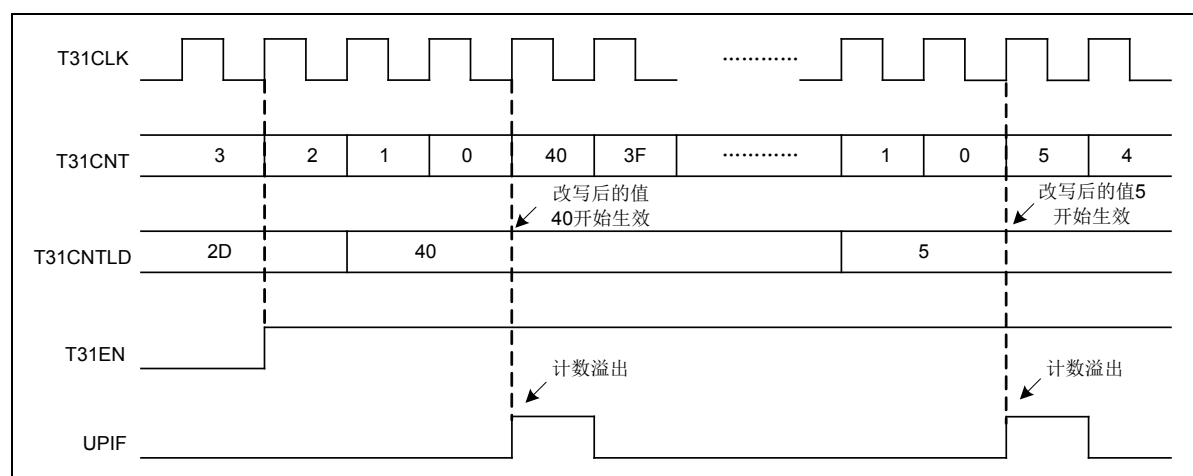 T31CLK
…………
T31CNT
3 2 1 0 40 3F ………… 1 0 5 4
改写后的值
40开始生效
改写后的值5
开始生效
T31CNTLD
2D 40 5
T31EN
计数溢出
计数溢出
UPIF